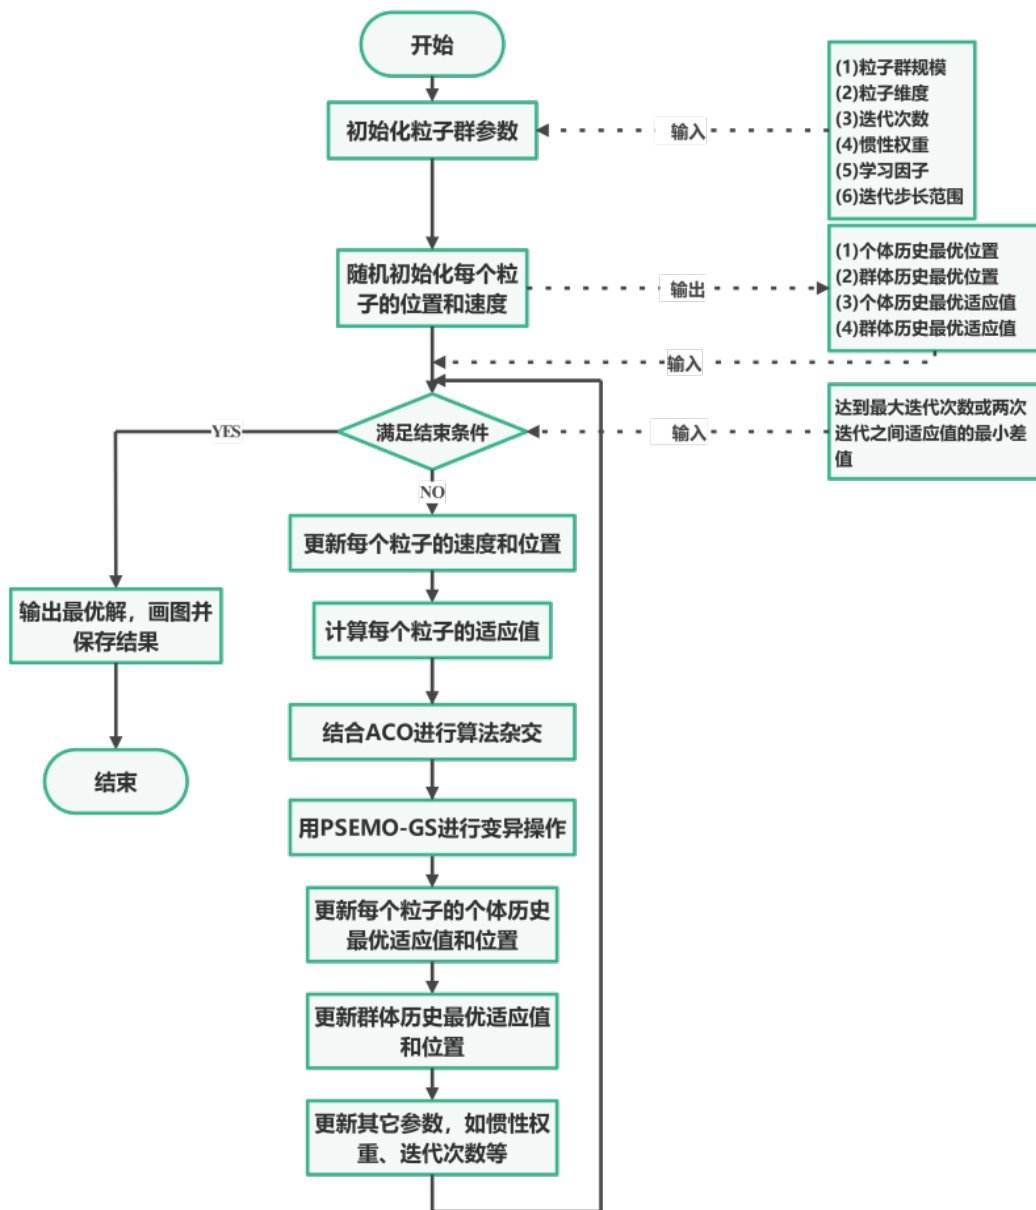 开始
初始化粒子群参数
输入
(1)粒子群规模
(2)粒子维度
(3)迭代次数
(4)惯性权重
(5)学习因子
(6)迭代步长范围
随机初始化每个粒
子的位置和速度
输出
(1)个体历史最优位置
(2)群体历史最优位置
(3)个体历史最优适应值
(4)群体历史最优适应值
输入
满足结束条件
输入
达到最大迭代次数或两次
迭代之间适应值的最小差
值
YES
NO
更新每个粒子的速度和位置
计算每个粒子的适应值
输出最优解，画图并
保存结果
结束
结合ACO进行算法杂交
用PSEMO-GS进行变异操作
更新每个粒子的个体历史
最优适应值和位置
更新群体历史最优适应值
和位置
更新其它参数，如惯性权
重、迭代次数等